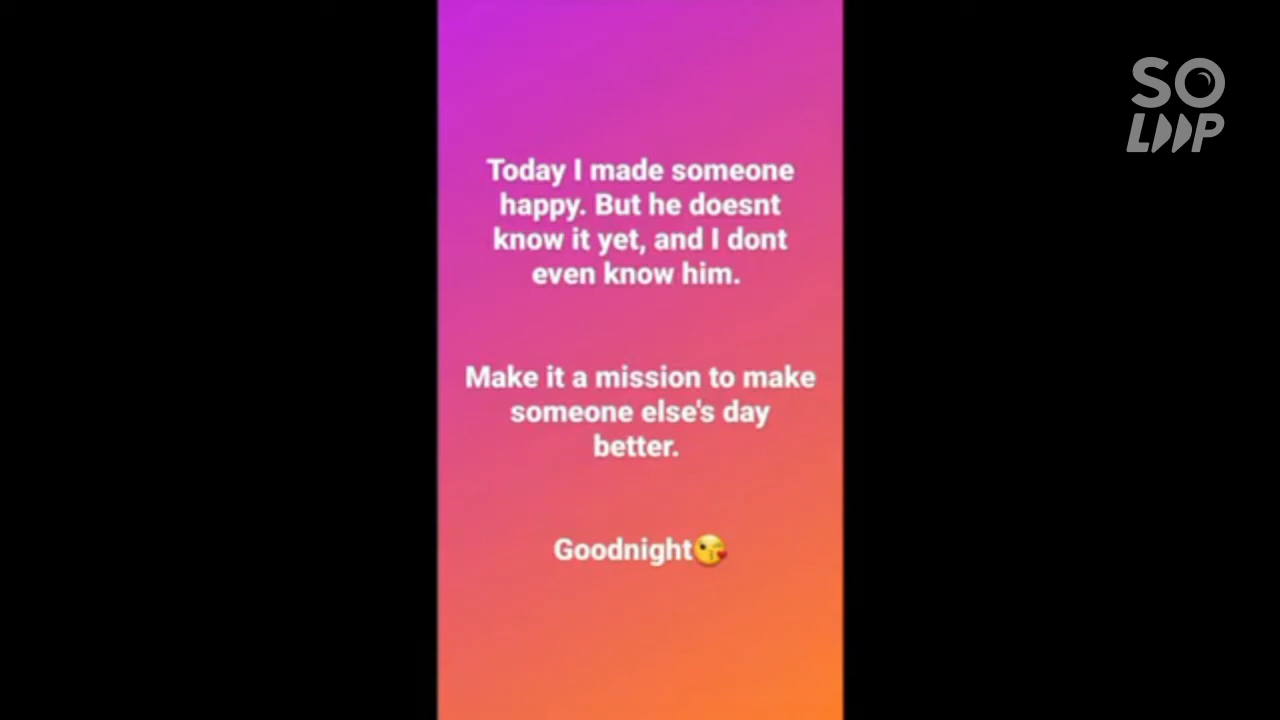 Today I made someone
happy. But he doesnt
know it yet, and I dont
even know him.
Make it a mission to make
someone else's day
better.
Goodnight😘
SO
LOOP